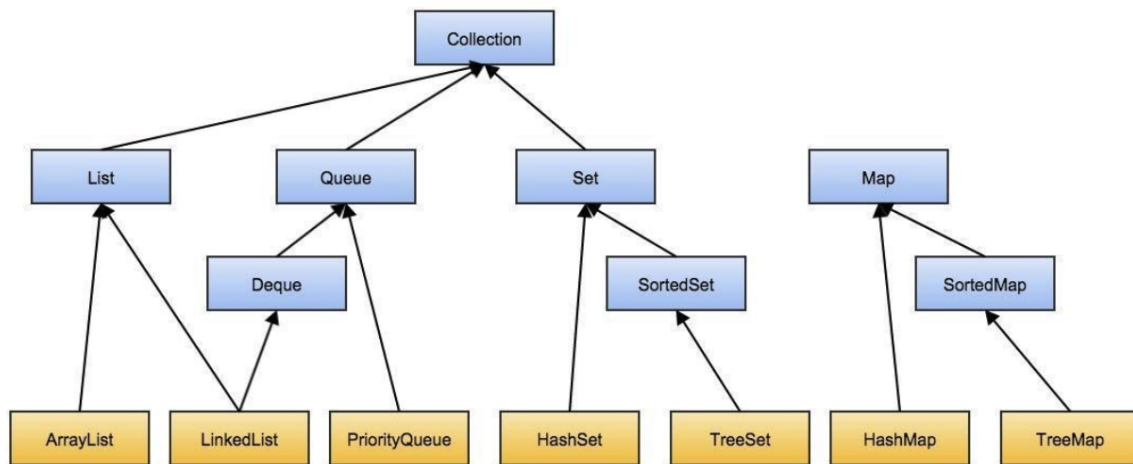 Collection
List
Queue
Set
Map
Deque
SortedSet
SortedMap
ArrayList
LinkedList
PriorityQueue
HashSet
TreeSet
HashMap
TreeMap